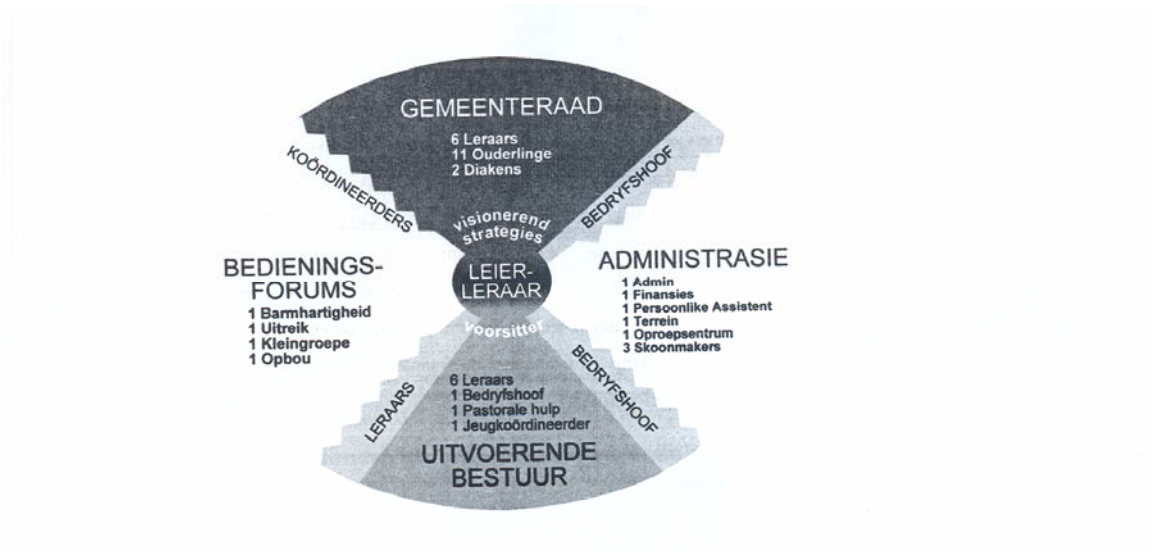 GEMEENTERAAD
6 Leraars
11 Ouderlinge
2 Diakens
KOÖRDINEERDERS
BEDRYFSHOOF
visionerend
strategies
LEIER-
LERAAR
voorsitter
BEDIENINGS-
FORUMS
1 Barmhartigheid
1 Uitreik
1 Kleingroepe
1 Opbou
ADMINISTRASIE
1 Admin
1 Finansies
1 Persoonlike Assistent
1 Terrein
1 Oproepsentrum
3 Skoonmakers
LERAARS
BEDRYFSHOOF
6 Leraars
1 Bedryfshoof
1 Pastorale hulp
1 Jeugkoördineerder
UITVOERENDE
BESTUUR